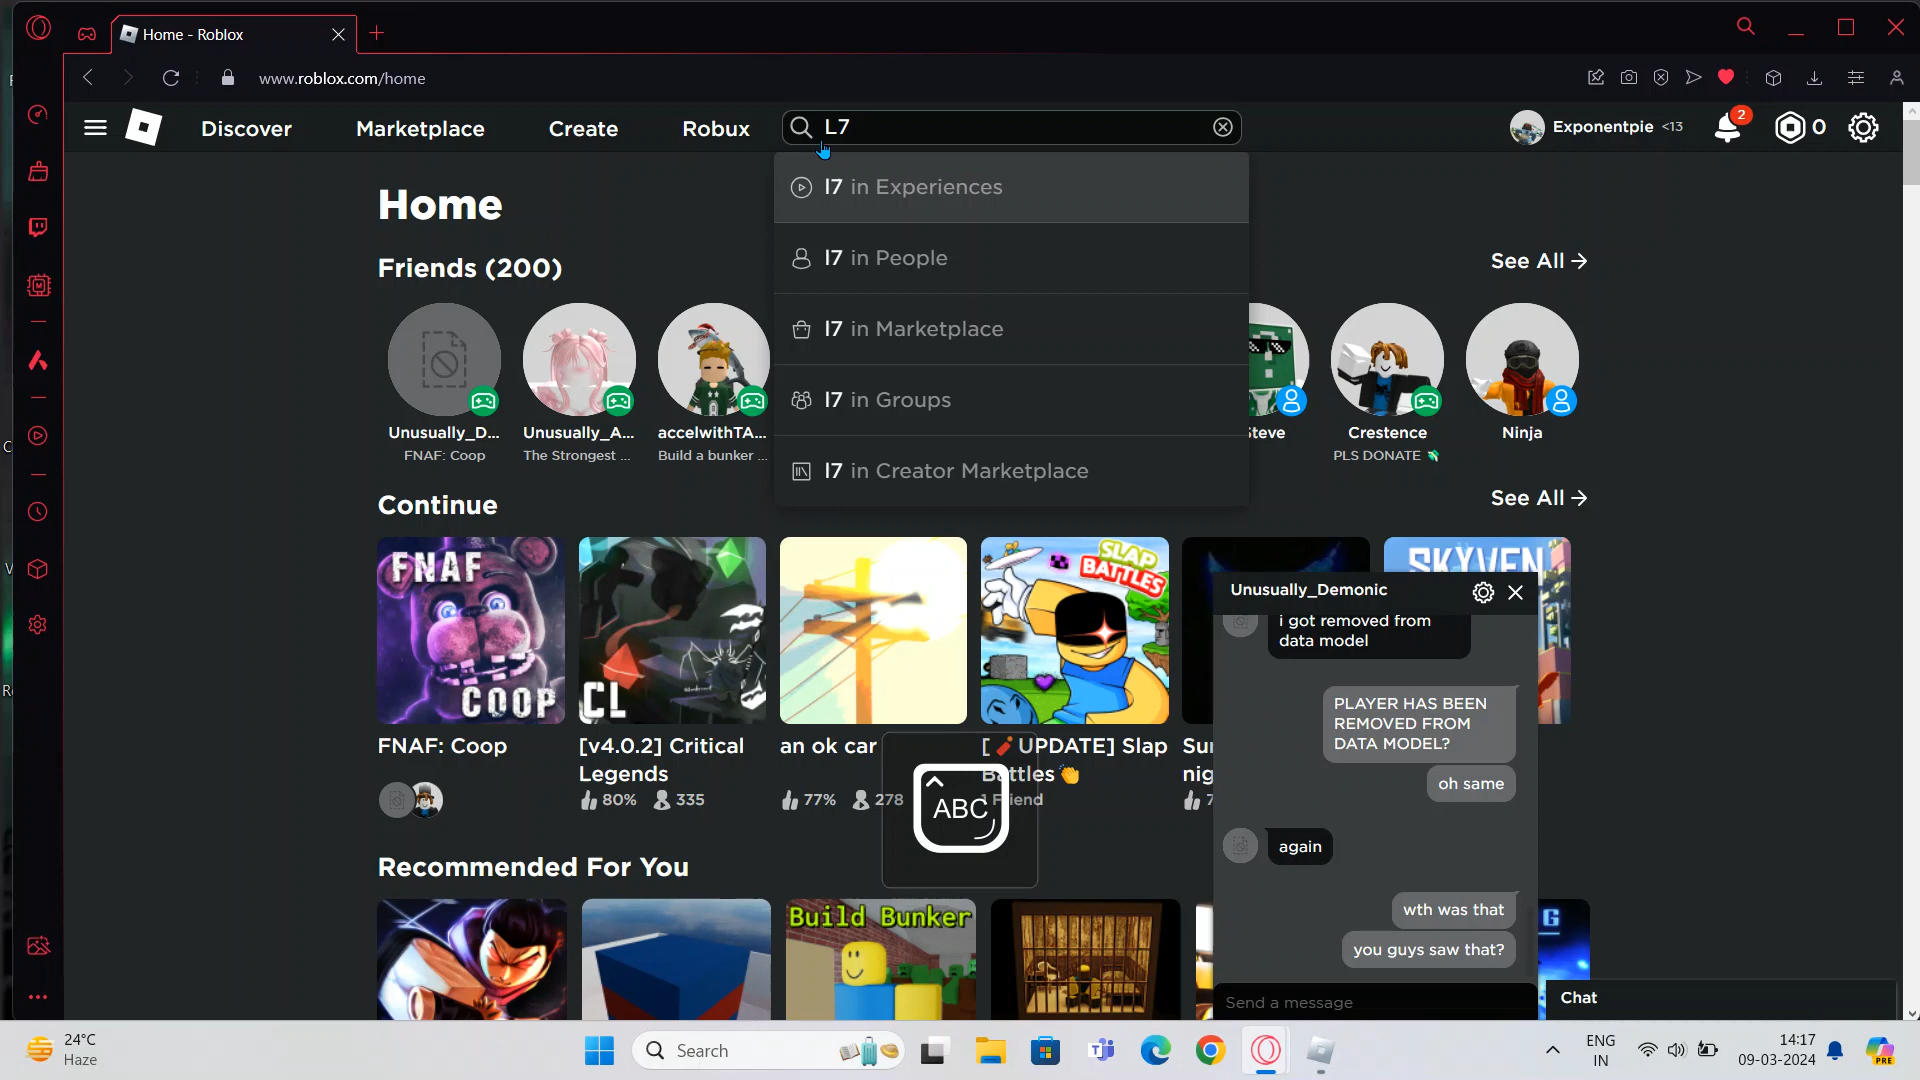 Home - Roblox
www.roblox.com/home
Discover
Marketplace
Create
Robux
L7
Exponentpie <13
2
0
l7 in Experiences
l7 in People
l7 in Marketplace
l7 in Groups
l7 in Creator Marketplace
Home
Friends (200)
See All
Unusually_D...
FNAF: Coop
Unusually_A...
The Strongest ...
accelwithTA...
Build a bunker ...
Steve
Crestence
PLS DONATE
Ninja
Continue
See All
FNAF
COOP
CL
SLAP
BATTLES
SKYVEN
FNAF: Coop
[v4.0.2] Critical
Legends
80% 335
an ok car
77% 278
[ UPDATE] Slap
Battles
1 Friend
ABC
Unusually_Demonic
i got removed from
data model
PLAYER HAS BEEN
REMOVED FROM
DATA MODEL?
oh same
again
wth was that
you guys saw that?
Send a message
Chat
Recommended For You
Build Bunker
G
24°C
Haze
Search
ENG
IN
14:17
09-03-2024
PRE